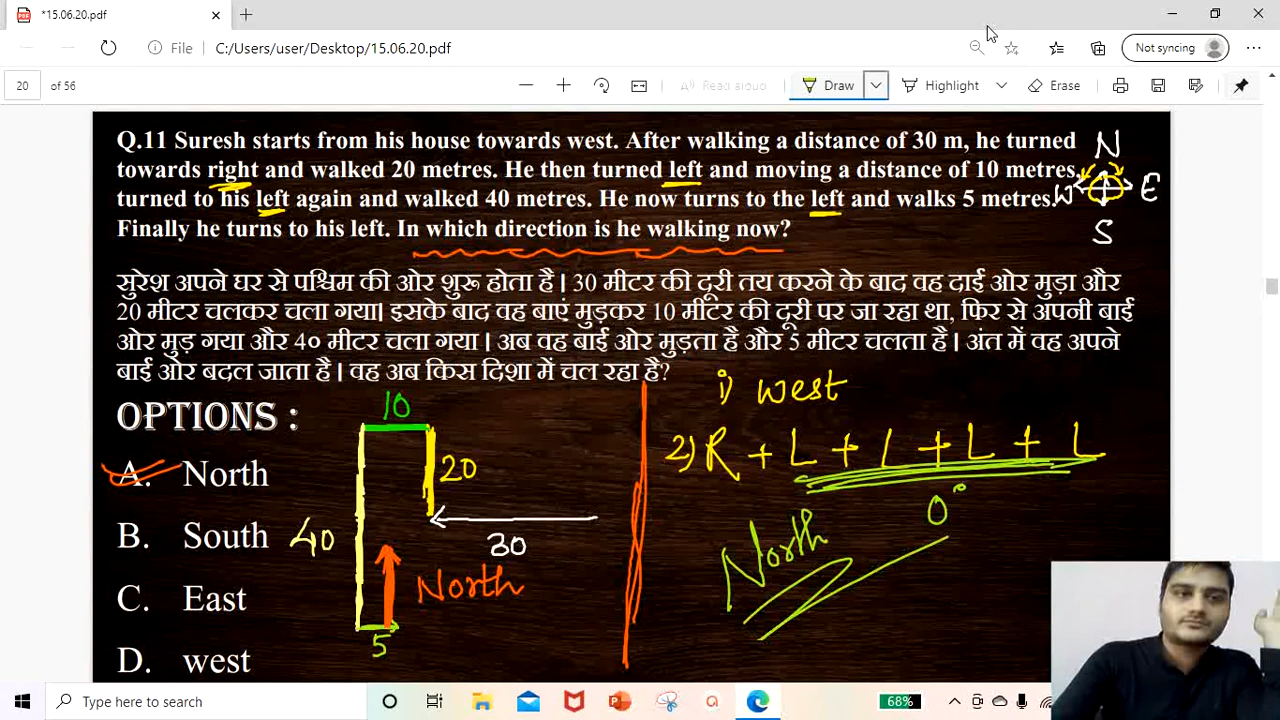 *15.06.20.pdf
File C:/Users/user/Desktop/15.06.20.pdf
Not syncing
20 of 56
Read aloud
Draw
Highlight
Erase
Q.11 Suresh starts from his house towards west. After walking a distance of 30 m, he turned
towards right and walked 20 metres. He then turned left and moving a distance of 10 metres,
turned to his left again and walked 40 metres. He now turns to the left and walks 5 metres.
Finally he turns to his left. In which direction is he walking now?
N
W E
S
सुरेश अपने घर से पश्चिम की ओर शुरू होता है। 30 मीटर की दूरी तय करने के बाद वह दाईं ओर मुड़ा और
20 मीटर चलकर चला गया। इसके बाद वह बाएं मुड़कर 10 मीटर की दूरी पर जा रहा था, फिर से अपनी बाईं
ओर मुड़ गया और 4० मीटर चला गया। अब वह बाईं ओर मुड़ता है और 5 मीटर चलता है। अंत में वह अपने
बाईं ओर बदल जाता है। वह अब किस दिशा में चल रहा है?
OPTIONS :
A. North
B. South
C. East
D. west
10
20
40
30
North
5
i) west
2) R + L + L + L + L
0°
North
Type here to search
68%